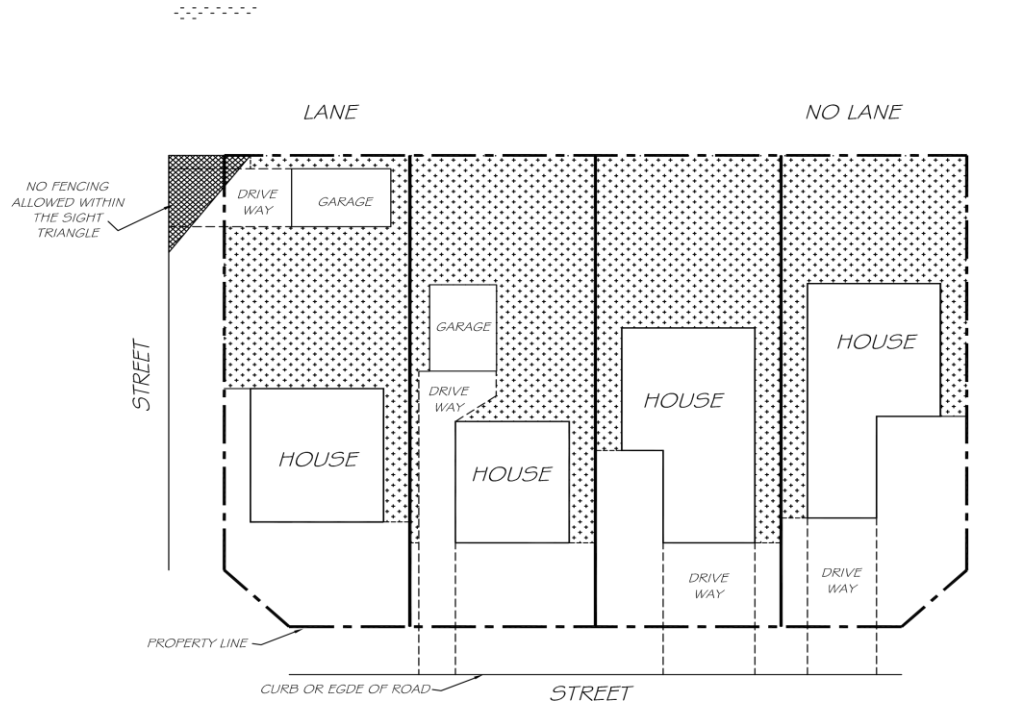 LANE
NO LANE
NO FENCING
ALLOWED WITHIN
THE SIGHT
TRIANGLE
DRIVE
WAY
GARAGE
STREET
GARAGE
DRIVE
WAY
HOUSE
HOUSE
HOUSE
HOUSE
DRIVE
WAY
DRIVE
WAY
PROPERTY LINE
CURB OR EGDE OF ROAD
STREET